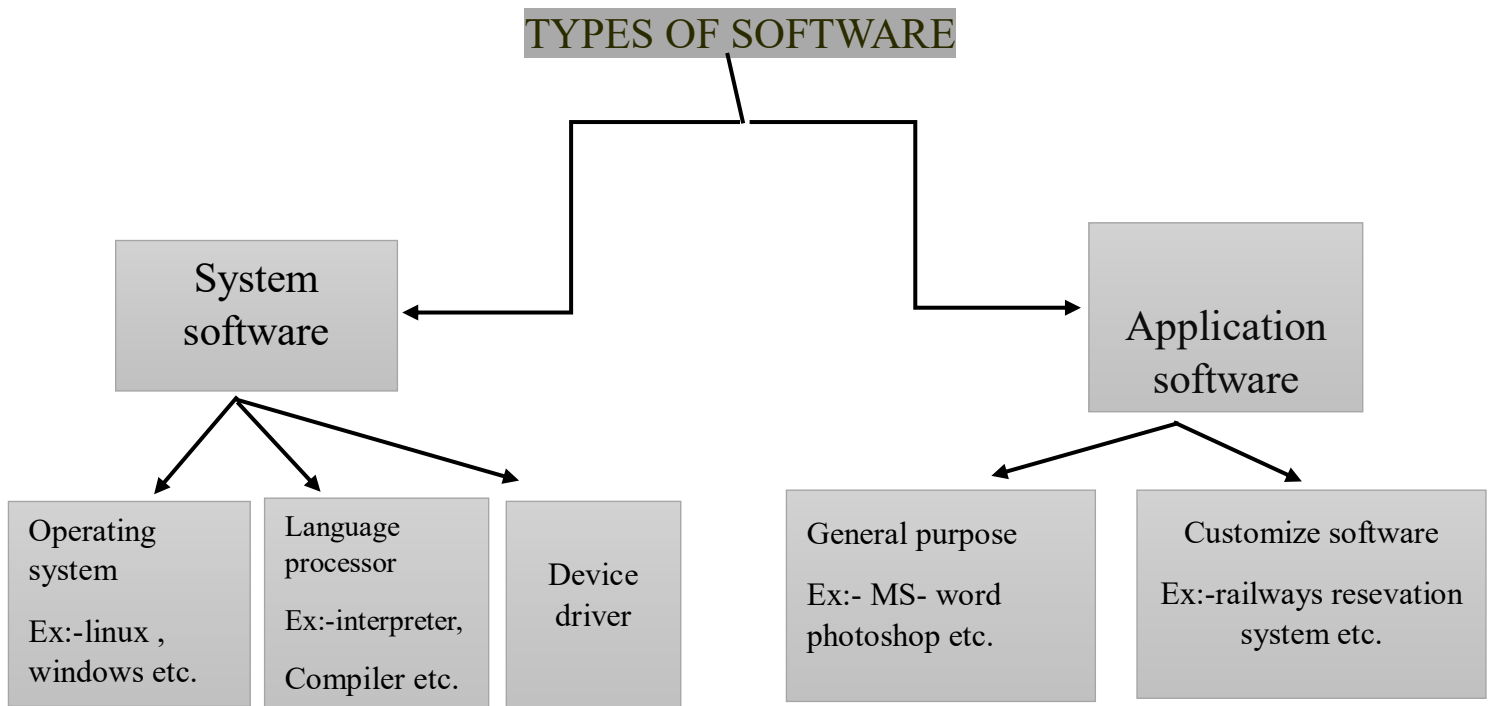 TYPES OF SOFTWARE
System
software
Application
software
Operating
system
Ex:-linux ,
windows etc.
Language
processor
Ex:-interpreter,
Compiler etc.
Device
driver
General purpose
Ex:- MS- word
photoshop etc.
Customize software
Ex:-railways resevation
system etc.